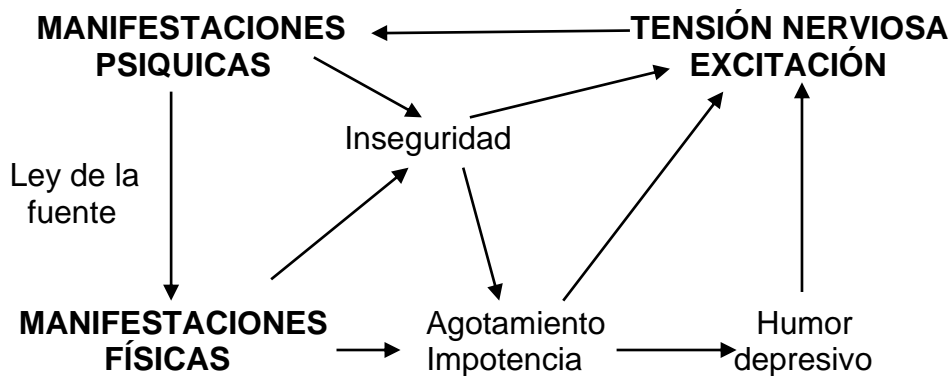 MANIFESTACIONES
PSIQUICAS
TENSIÓN NERVIOSA
EXCITACIÓN
Inseguridad
Ley de la
fuente
MANIFESTACIONES
FÍSICAS
Agotamiento
Impotencia
Humor
depresivo